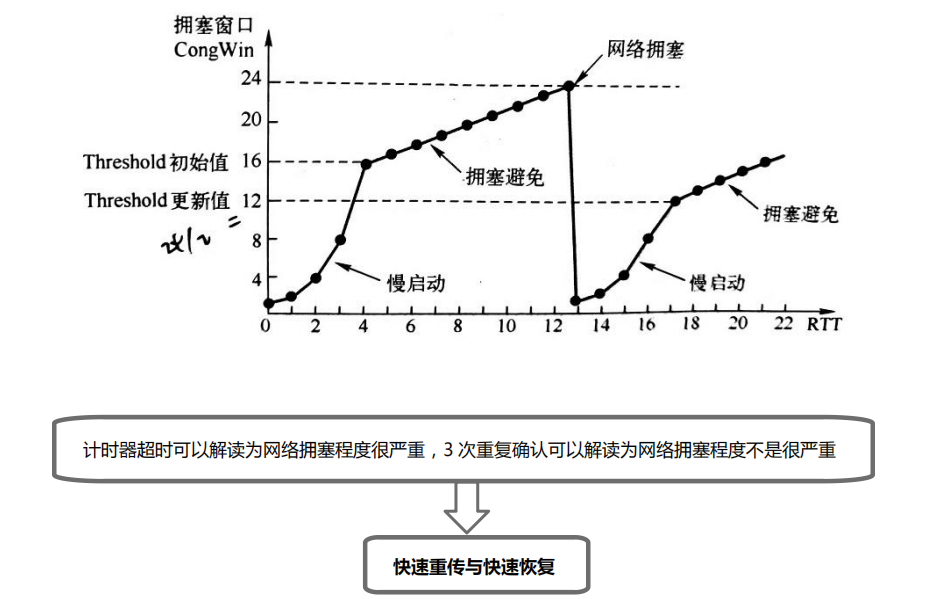 拥塞窗口
CongWin
网络拥塞
24
20
Threshold 初始值 16
拥塞避免
Threshold 更新值 12
拥塞避免
8
慢启动
慢启动
4
0 2 4 6 8 10 12 14 16 18 20 22 RTT
计时器超时可以解读为网络拥塞程度很严重，3 次重复确认可以解读为网络拥塞程度不是很严重
快速重传与快速恢复